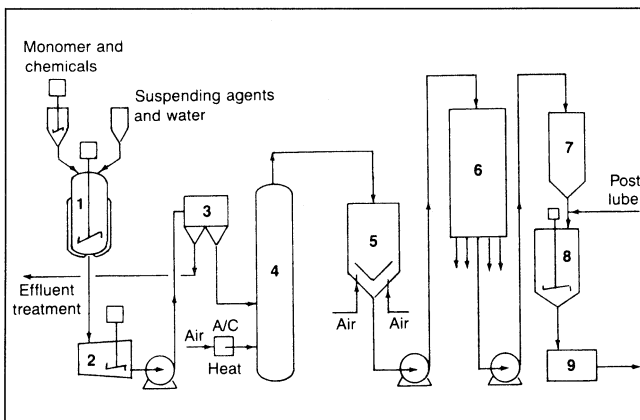 Monomer and
chemicals
Suspending agents
and water
1
2
3
4
5
6
7
8
9
Effluent
treatment
Air
A/C
Heat
Air
Air
Post
lube